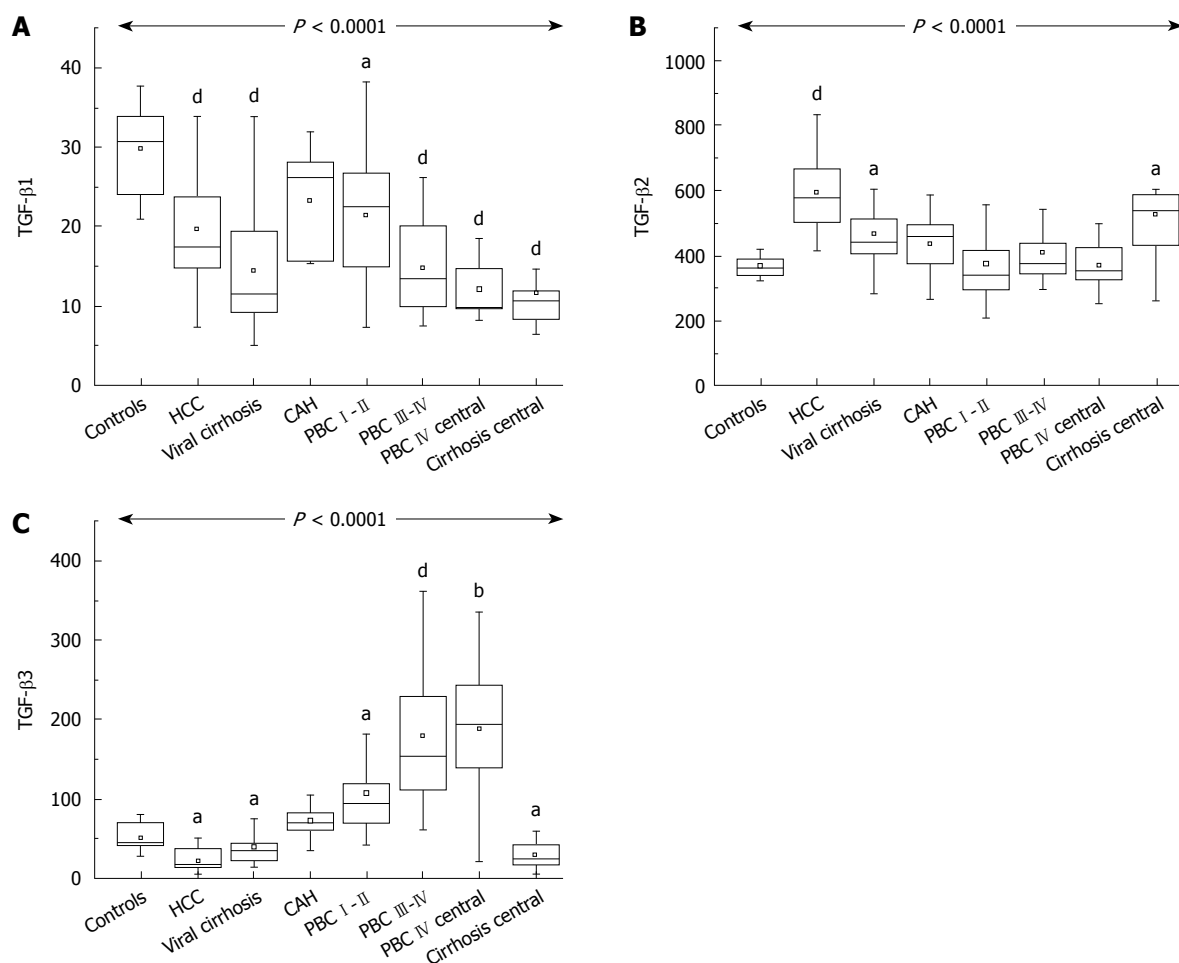 A
P < 0.0001
a
40
d
d
30
d
d
d
20
10
0
TGF-β1
Controls
HCC
Viral cirrhosis
CAH
PBC Ⅰ-Ⅱ
PBC Ⅲ-Ⅳ
PBC Ⅳ central
Cirrhosis central
B
P < 0.0001
1000
d
800
a
a
600
400
200
0
TGF-β2
Controls
HCC
Viral cirrhosis
CAH
PBC Ⅰ-Ⅱ
PBC Ⅲ-Ⅳ
PBC Ⅳ central
Cirrhosis central
C
P < 0.0001
400
d
b
300
200
a
100
a
a
a
0
TGF-β3
Controls
HCC
Viral cirrhosis
CAH
PBC Ⅰ-Ⅱ
PBC Ⅲ-Ⅳ
PBC Ⅳ central
Cirrhosis central